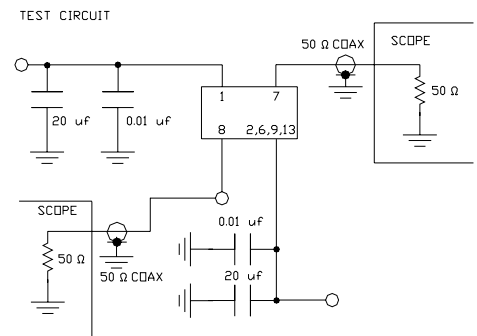 TEST CIRCUIT
50 Ω COAX
SCOPE
50 Ω
20 uf
0.01 uf
1
7
8
2,6,9,13
SCOPE
50 Ω
50 Ω COAX
0.01 uf
20 uf